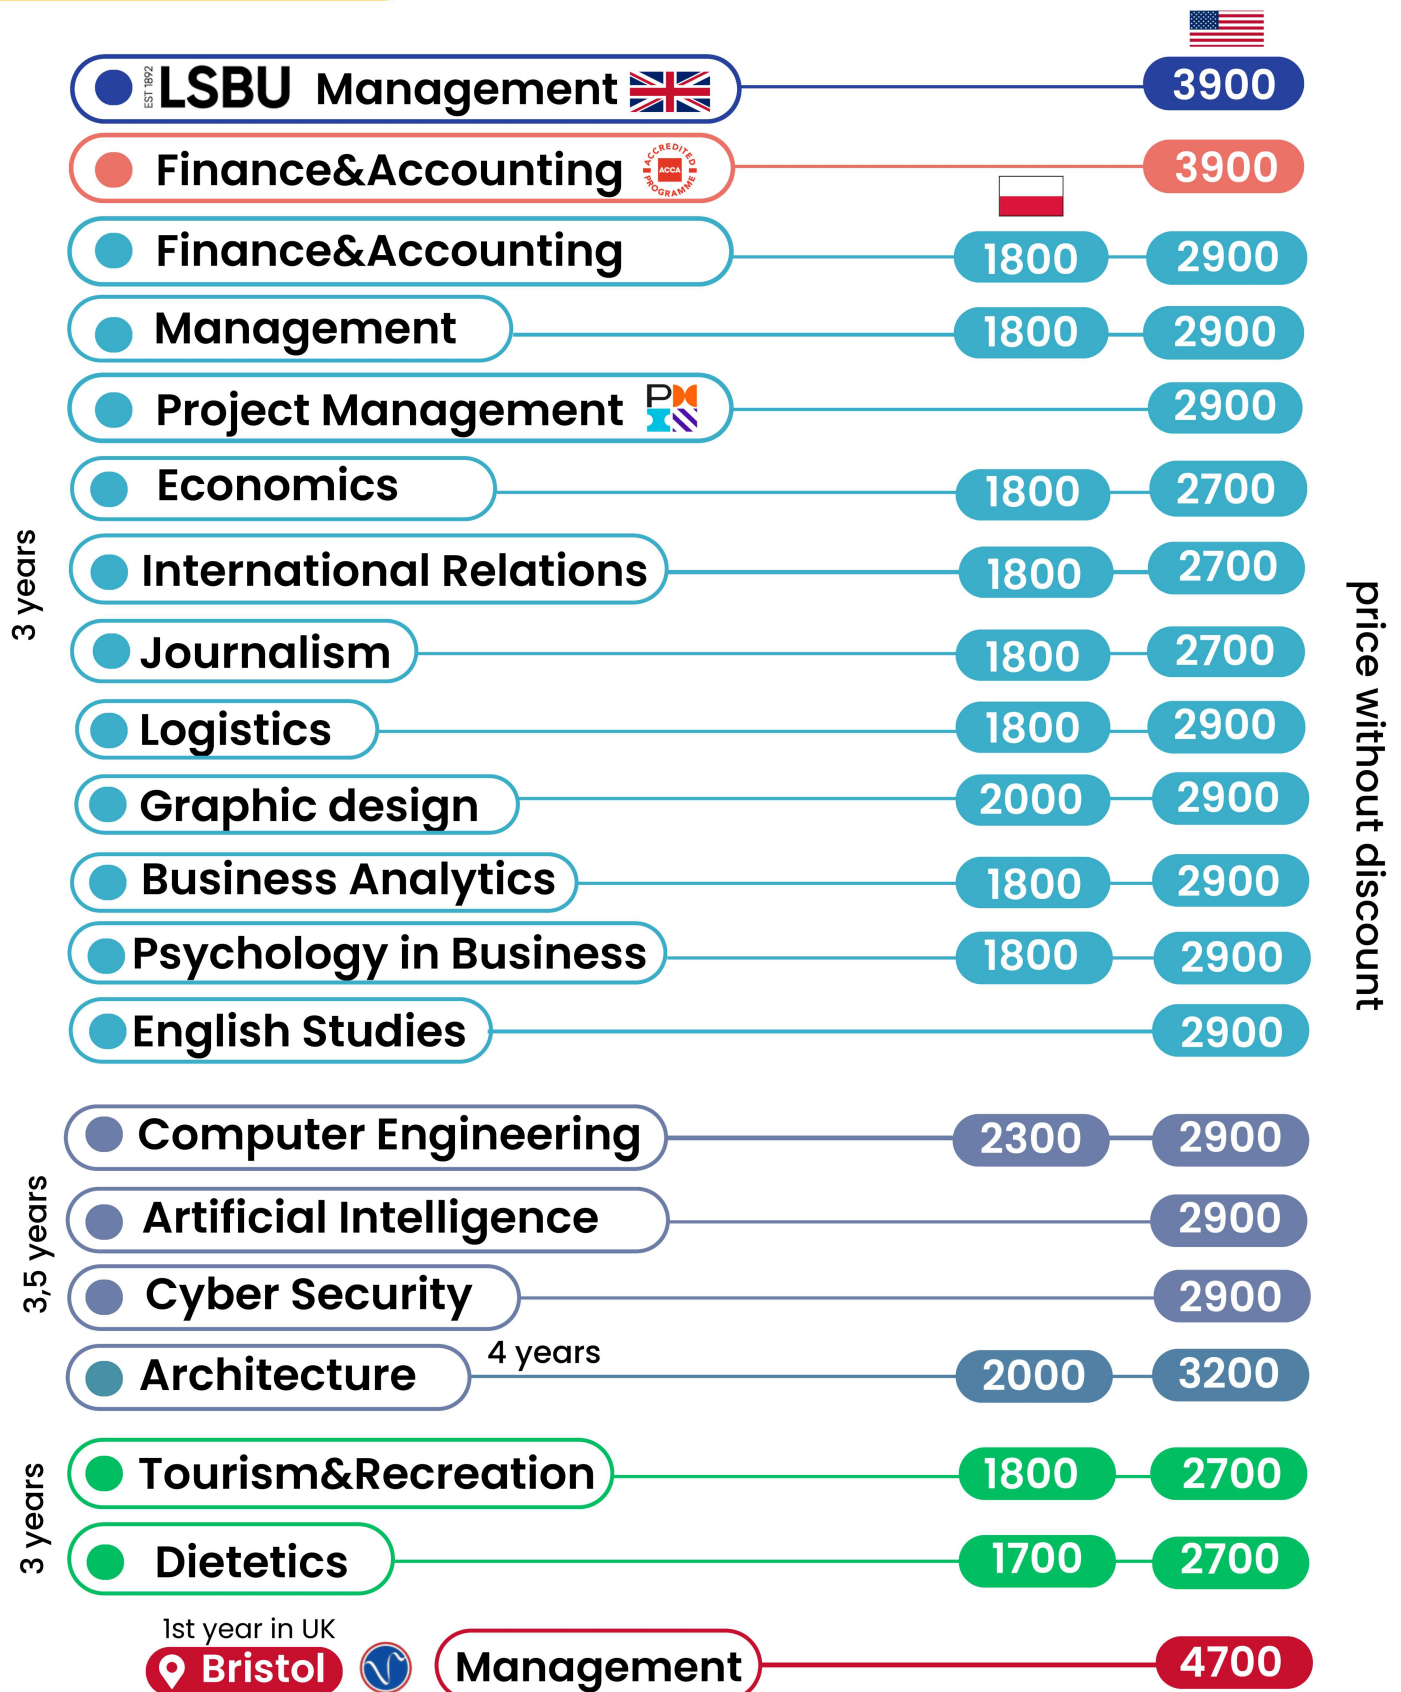 EST 1892 LSBU Management 3900
Finance&Accounting ACCREDITED ACCA PROGRAMME 3900
Finance&Accounting 1800 2900
Management 1800 2900
Project Management 2900
Economics 1800 2700
International Relations 1800 2700
Journalism 1800 2700
Logistics 1800 2900
Graphic design 2000 2900
Business Analytics 1800 2900
Psychology in Business 1800 2900
English Studies 2900
3 years
price without discount
Computer Engineering 2300 2900
Artificial Intelligence 2900
Cyber Security 2900
3,5 years
Architecture 4 years 2000 3200
Tourism&Recreation 1800 2700
Dietetics 1700 2700
3 years
1st year in UK
Bristol Management 4700